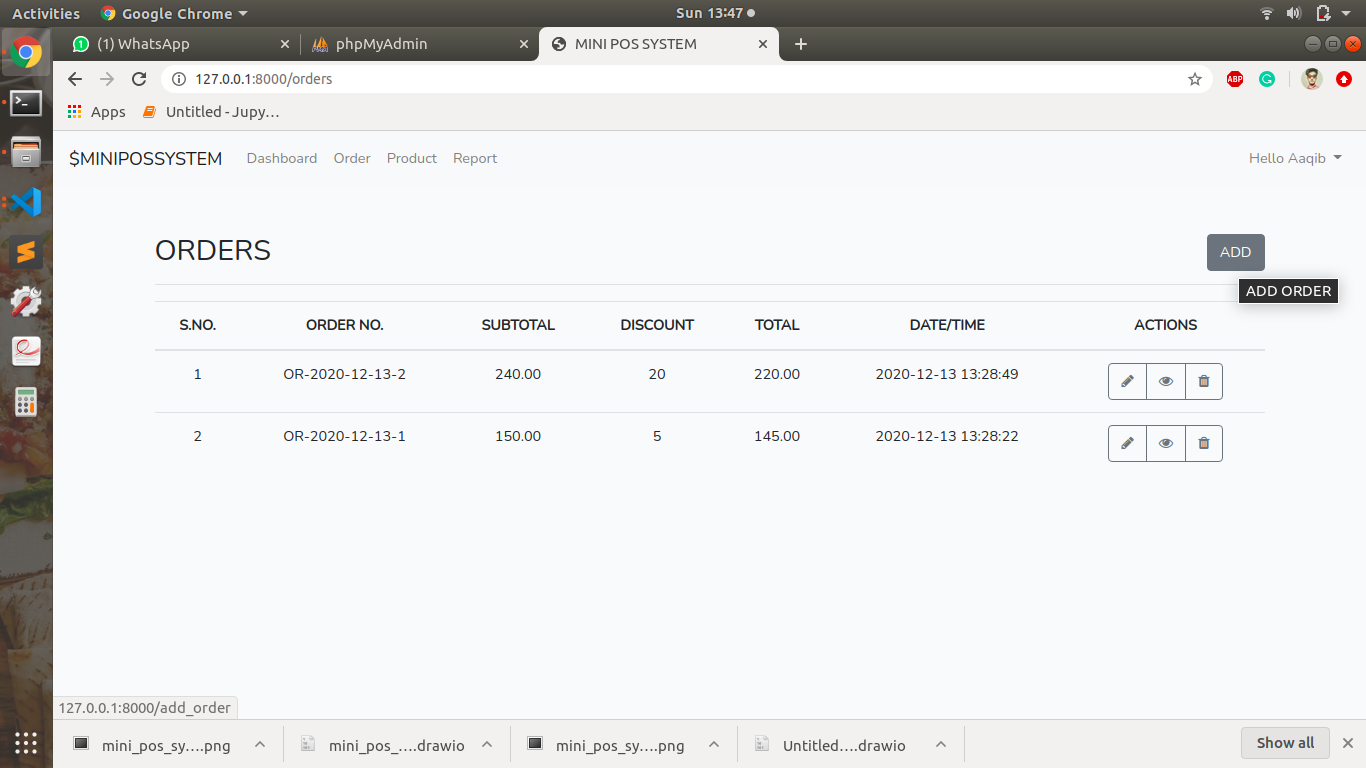 Activities Google Chrome Sun 13:47
(1) WhatsApp phpMyAdmin MINI POS SYSTEM
127.0.0.1:8000/orders ABP
Apps Untitled - Jupy…
$MINIPOSSYSTEM Dashboard Order Product Report Hello Aaqib
ORDERS ADD
ADD ORDER
S.NO. ORDER NO. SUBTOTAL DISCOUNT TOTAL DATE/TIME ACTIONS
1 OR-2020-12-13-2 240.00 20 220.00 2020-12-13 13:28:49
2 OR-2020-12-13-1 150.00 5 145.00 2020-12-13 13:28:22
127.0.0.1:8000/add_order
mini_pos_sy….png mini_pos_….drawio mini_pos_sy….png Untitled….drawio Show all